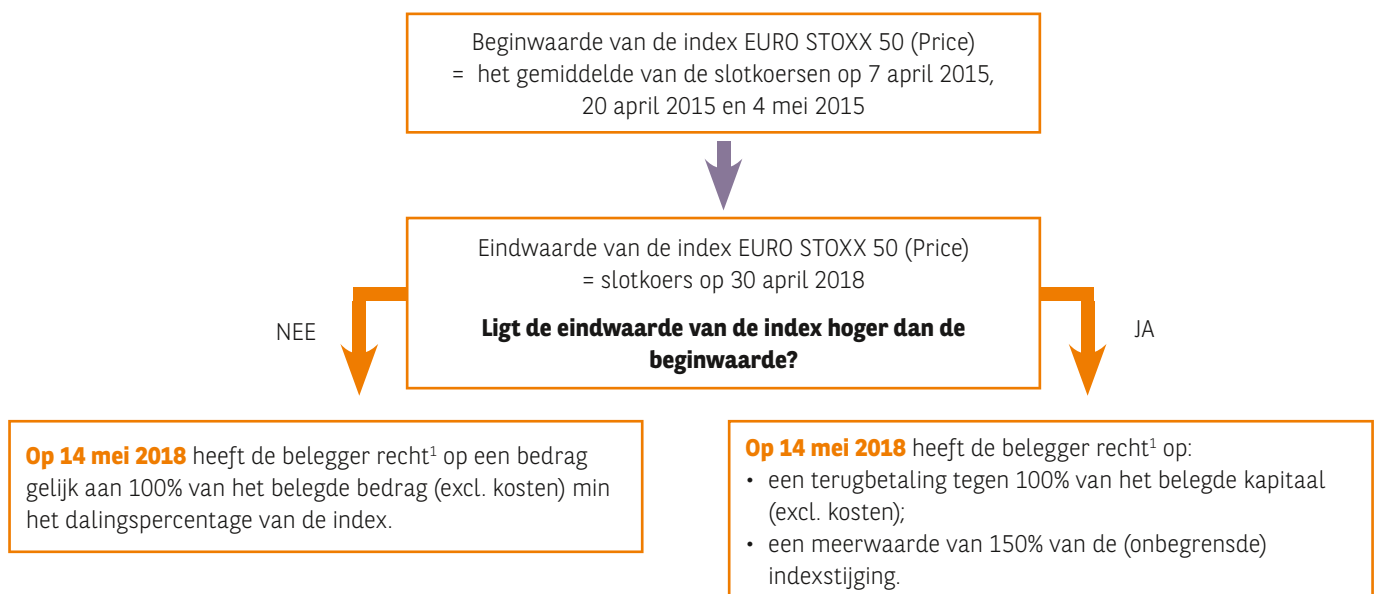 Beginwaarde van de index EURO STOXX 50 (Price)
= het gemiddelde van de slotkoersen op 7 april 2015,
20 april 2015 en 4 mei 2015
Eindwaarde van de index EURO STOXX 50 (Price)
= slotkoers op 30 april 2018
Ligt de eindwaarde van de index hoger dan de
beginwaarde?
NEE
JA
Op 14 mei 2018 heeft de belegger recht¹ op een bedrag
gelijk aan 100% van het belegde bedrag (excl. kosten) min
het dalingspercentage van de index.
Op 14 mei 2018 heeft de belegger recht¹ op:
• een terugbetaling tegen 100% van het belegde kapitaal
(excl. kosten);
• een meerwaarde van 150% van de (onbegrensde)
indexstijging.